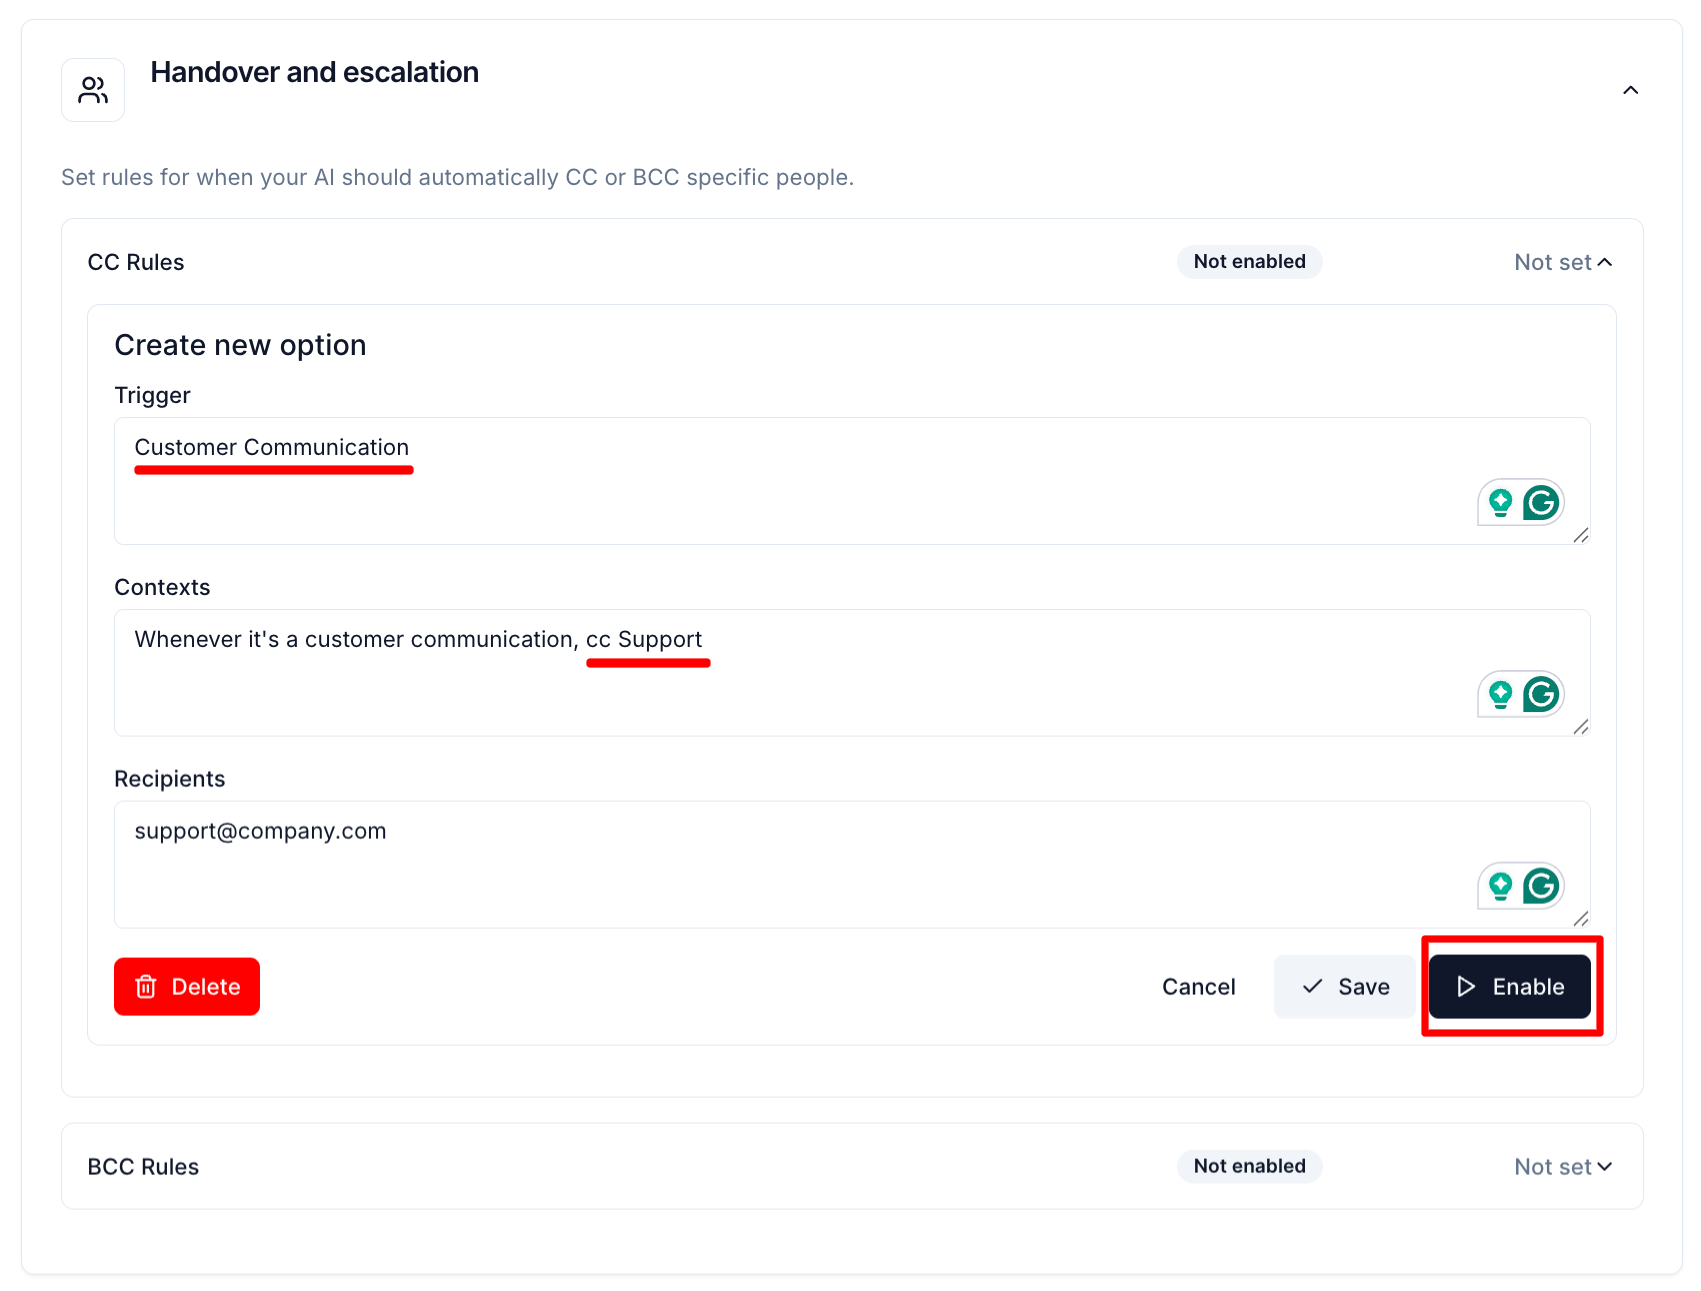 Handover and escalation
Set rules for when your AI should automatically CC or BCC specific people.
CC Rules
Not enabled
Not set
Create new option
Trigger
Customer Communication
Contexts
Whenever it's a customer communication, cc Support
Recipients
support@company.com
Delete
Cancel
Save
Enable
BCC Rules
Not enabled
Not set